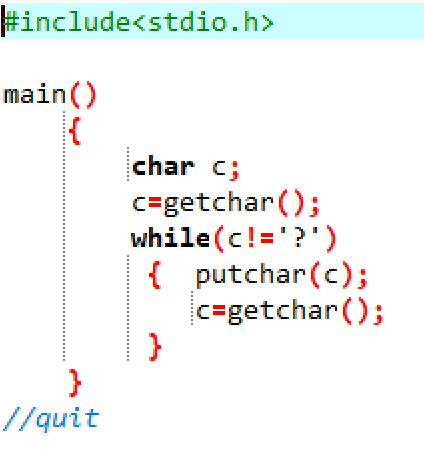 #include<stdio.h>
main()
{
char c;
c=getchar();
while(c!='?')
{ putchar(c);
c=getchar();
}
}
//quit